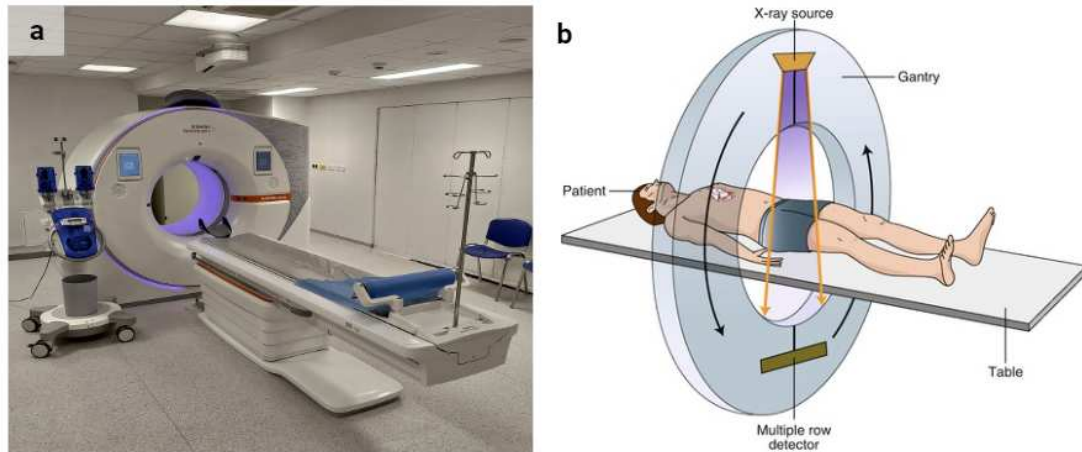 a
b
X-ray source
Gantry
Patient
Table
Multiple row
detector